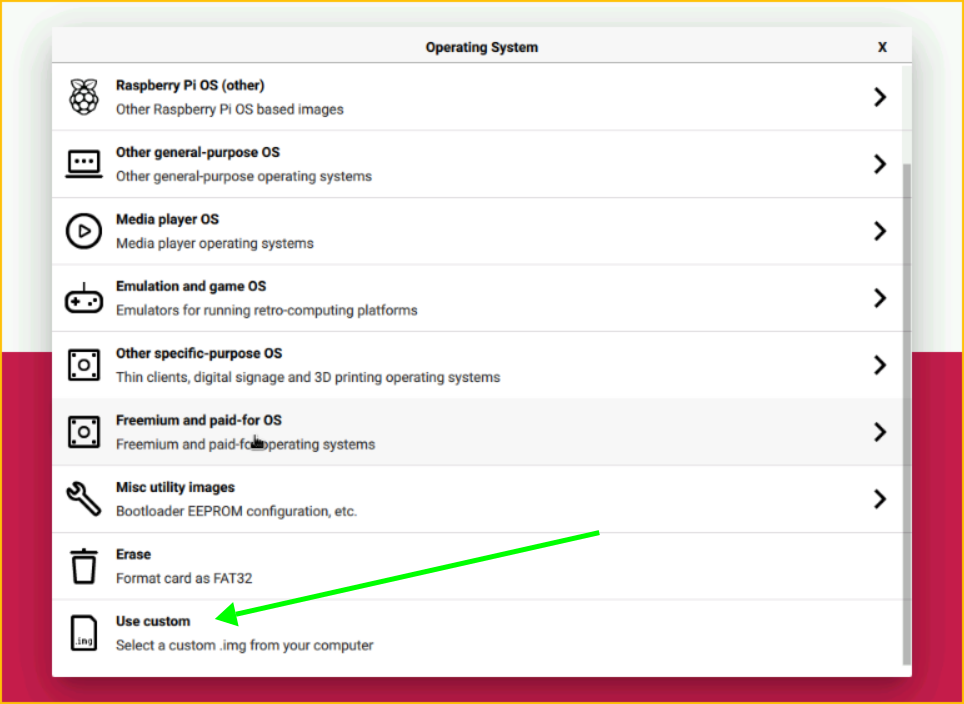 Operating System
X
Raspberry Pi OS (other)
Other Raspberry Pi OS based images
Other general-purpose OS
Other general-purpose operating systems
Media player OS
Media player operating systems
Emulation and game OS
Emulators for running retro-computing platforms
Other specific-purpose OS
Thin clients, digital signage and 3D printing operating systems
Freemium and paid-for OS
Freemium and paid-for operating systems
Misc utility images
Bootloader EEPROM configuration, etc.
Erase
Format card as FAT32
Use custom
.img
Select a custom .img from your computer